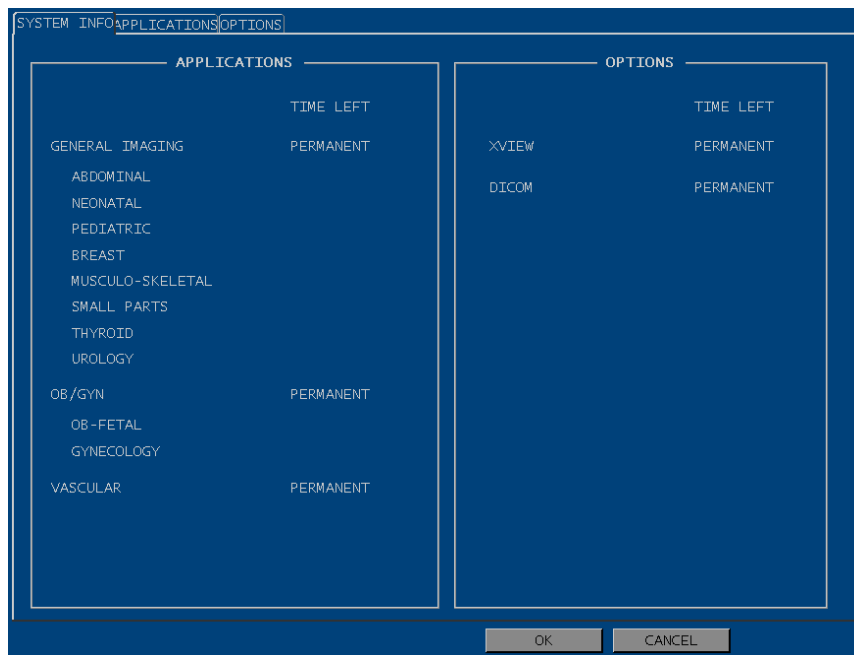 SYSTEM INFO APPLICATIONS OPTIONS
APPLICATIONS
TIME LEFT
GENERAL IMAGING PERMANENT
ABDOMINAL
NEONATAL
PEDIATRIC
BREAST
MUSCULO-SKELETAL
SMALL PARTS
THYROID
UROLOGY
OB/GYN PERMANENT
OB-FETAL
GYNECOLOGY
VASCULAR PERMANENT
OPTIONS
TIME LEFT
XVIEW PERMANENT
DICOM PERMANENT
OK CANCEL